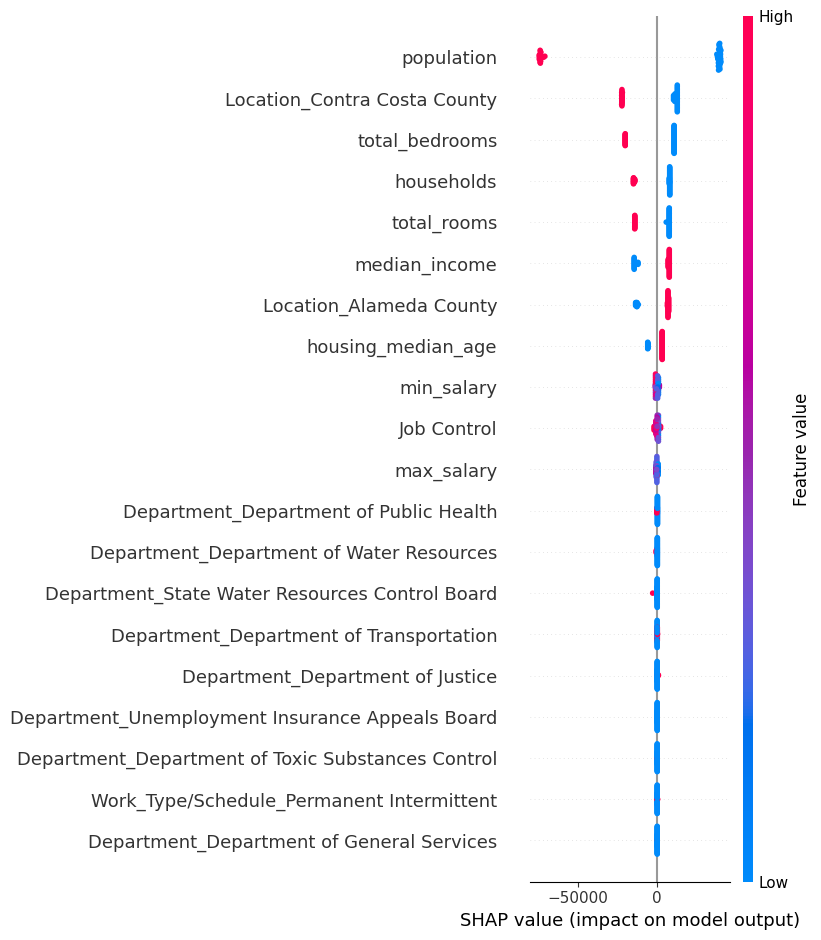 High
population
Location_Contra Costa County
total_bedrooms
households
total_rooms
median_income
Location_Alameda County
housing_median_age
min_salary
Job Control
max_salary
Department_Department of Public Health
Department_Department of Water Resources
Department_State Water Resources Control Board
Department_Department of Transportation
Department_Department of Justice
Department_Unemployment Insurance Appeals Board
Department_Department of Toxic Substances Control
Work_Type/Schedule_Permanent Intermittent
Department_Department of General Services
Feature value
Low
−50000 0
SHAP value (impact on model output)